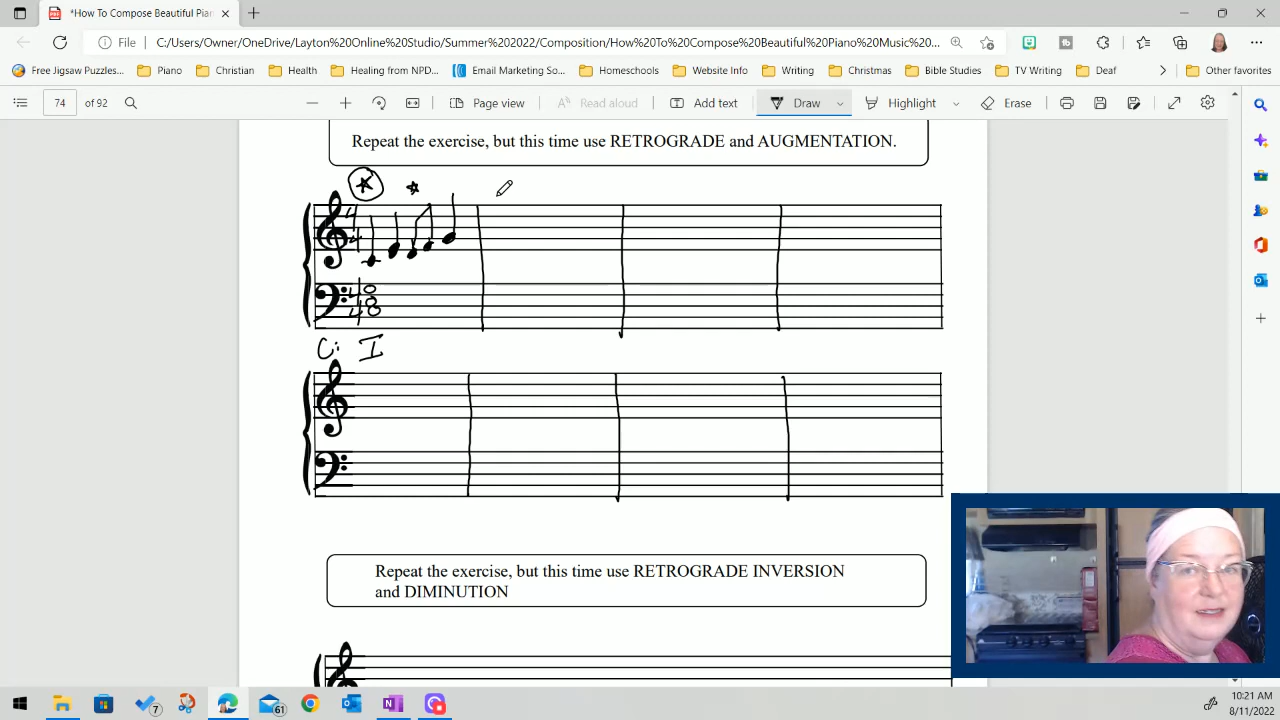 *How To Compose Beautiful Pian
File C:/Users/Owner/OneDrive/Layton%20Online%20Studio/Summer%202022/Composition/How%20To%20Compose%20Beautiful%20Piano%20Music%20...
Free Jigsaw Puzzles... Piano Christian Health Healing from NPD... Email Marketing So... Homeschools Website Info Writing Christmas Bible Studies TV Writing Deaf Other favorites
74 of 92 Page view Read aloud Add text Draw Highlight Erase
Repeat the exercise, but this time use RETROGRADE and AUGMENTATION.
4
4
4
4
C: I
Repeat the exercise, but this time use RETROGRADE INVERSION
and DIMINUTION
7 61
10:21 AM
8/11/2022